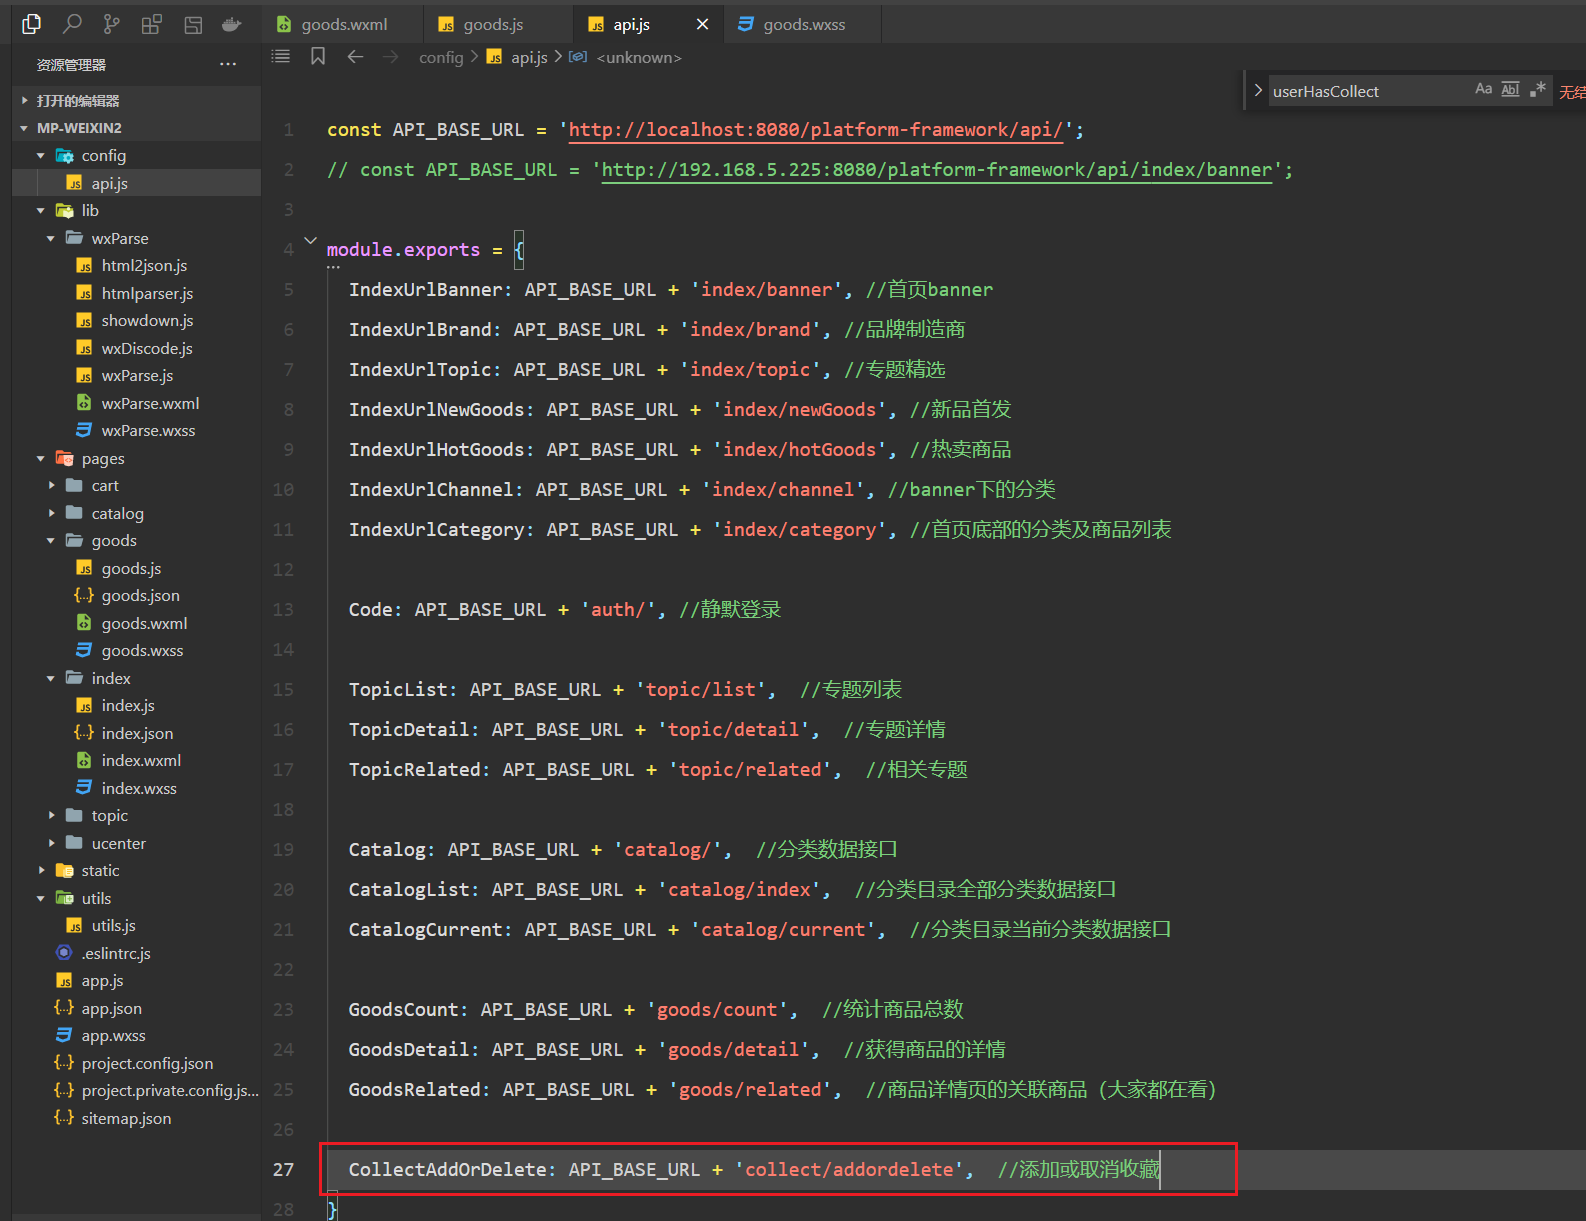 goods.wxml
goods.js
api.js
goods.wxss
资源管理器
config > api.js > <unknown>
userHasCollect
Aa
Abl
打开的编辑器
MP-WEIXIN2
config
api.js
lib
wxParse
html2json.js
htmlparser.js
showdown.js
wxDiscode.js
wxParse.js
wxParse.wxml
wxParse.wxss
pages
cart
catalog
goods
goods.js
goods.json
goods.wxml
goods.wxss
index
index.js
index.json
index.wxml
index.wxss
topic
ucenter
static
utils
utils.js
.eslintrc.js
app.js
app.json
app.wxss
project.config.json
project.private.config.js...
sitemap.json
1 const API_BASE_URL = 'http://localhost:8080/platform-framework/api/';
2 // const API_BASE_URL = 'http://192.168.5.225:8080/platform-framework/api/index/banner';
3
4 module.exports = {
5 IndexUrlBanner: API_BASE_URL + 'index/banner', //首页banner
6 IndexUrlBrand: API_BASE_URL + 'index/brand', //品牌制造商
7 IndexUrlTopic: API_BASE_URL + 'index/topic', //专题精选
8 IndexUrlNewGoods: API_BASE_URL + 'index/newGoods', //新品首发
9 IndexUrlHotGoods: API_BASE_URL + 'index/hotGoods', //热卖商品
10 IndexUrlChannel: API_BASE_URL + 'index/channel', //banner下的分类
11 IndexUrlCategory: API_BASE_URL + 'index/category', //首页底部的分类及商品列表
12
13 Code: API_BASE_URL + 'auth/', //静默登录
14
15 TopicList: API_BASE_URL + 'topic/list', //专题列表
16 TopicDetail: API_BASE_URL + 'topic/detail', //专题详情
17 TopicRelated: API_BASE_URL + 'topic/related', //相关专题
18
19 Catalog: API_BASE_URL + 'catalog/', //分类数据接口
20 CatalogList: API_BASE_URL + 'catalog/index', //分类目录全部分类数据接口
21 CatalogCurrent: API_BASE_URL + 'catalog/current', //分类目录当前分类数据接口
22
23 GoodsCount: API_BASE_URL + 'goods/count', //统计商品总数
24 GoodsDetail: API_BASE_URL + 'goods/detail', //获得商品的详情
25 GoodsRelated: API_BASE_URL + 'goods/related', //商品详情页的关联商品（大家都在看）
26
27 CollectAddOrDelete: API_BASE_URL + 'collect/addordelete', //添加或取消收藏
28 }